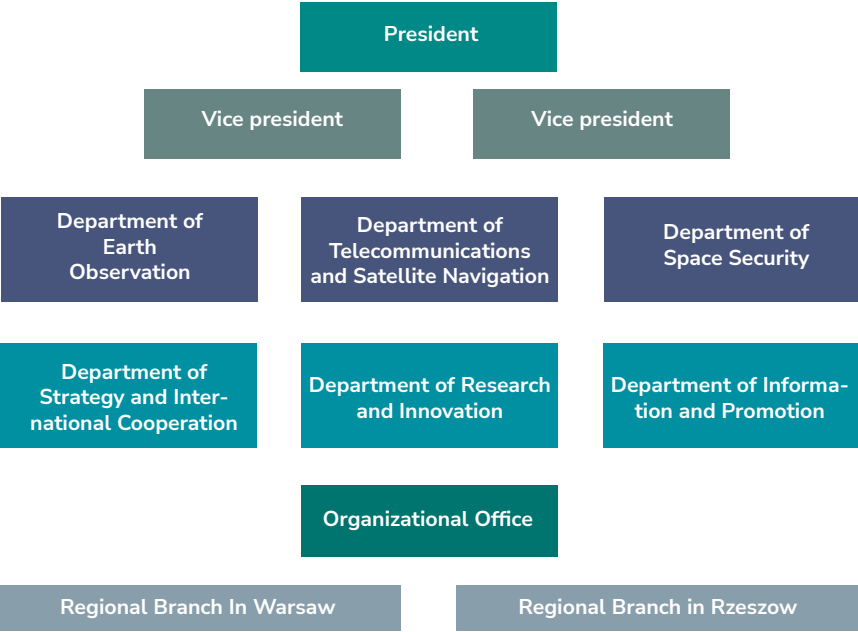 President
Vice president
Vice president
Department of
Earth
Observation
Department of
Telecommunications
and Satellite Navigation
Department of
Space Security
Department of
Strategy and Inter-
national Cooperation
Department of Research
and Innovation
Department of Informa-
tion and Promotion
Organizational Office
Regional Branch In Warsaw
Regional Branch in Rzeszow